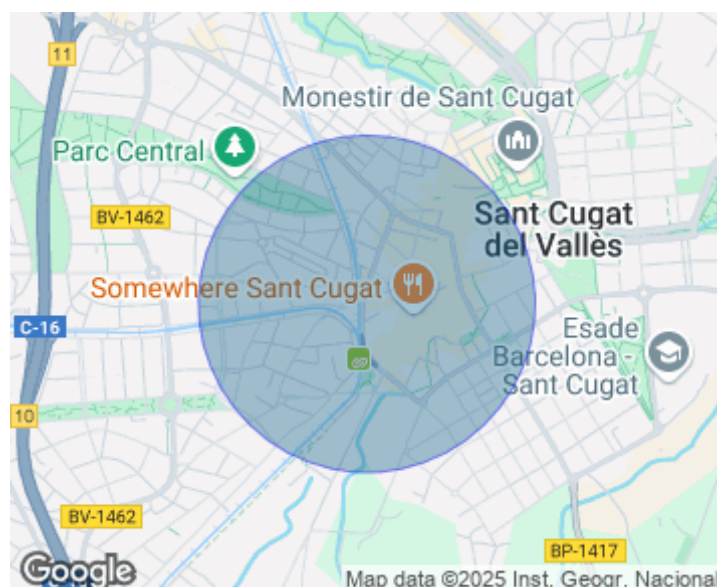 11
Monestir de Sant Cugat
Parc Central
BV-1462
Sant Cugat
del Vallès
Somewhere Sant Cugat
C-16
Esade
Barcelona -
Sant Cugat
10
BV-1462
BP-1417
Google
Map data ©2025 Inst. Geogr. Nacional